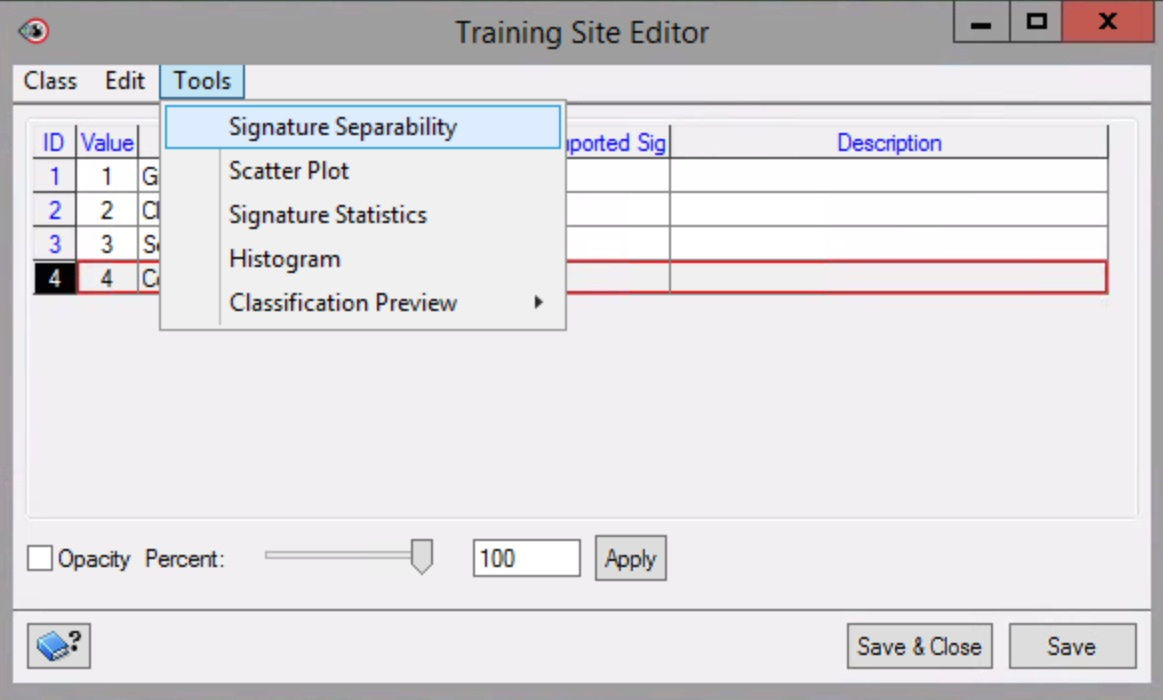 Training Site Editor
Class Edit Tools
Signature Separability
Scatter Plot
Signature Statistics
Histogram
Classification Preview
ID Value ported Sig Description
1 1 G
2 2 Cl
3 3 S
4 4 C
Opacity Percent: 100 Apply
Save & Close Save